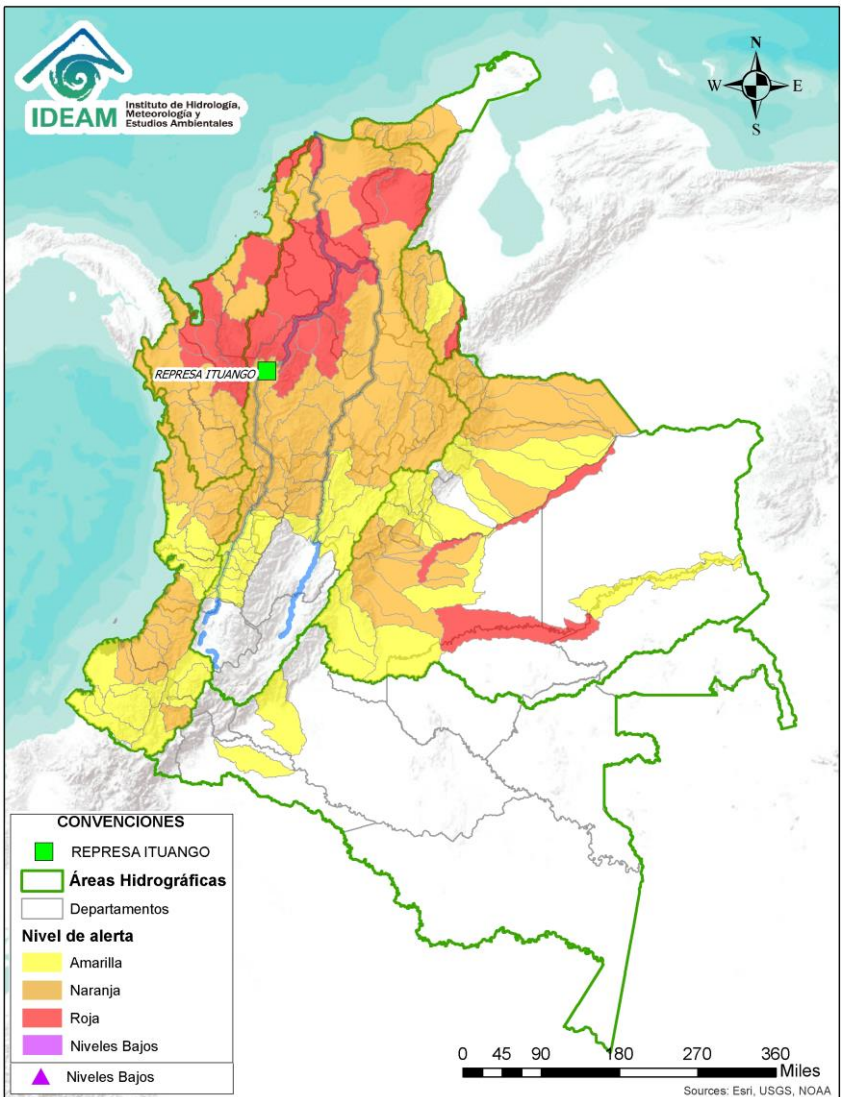 IDEAM
Instituto de Hidrología,
Meteorología y
Estudios Ambientales
N
W
E
S
REPRESA ITUANGO
CONVENCIONES
REPRESA ITUANGO
Áreas Hidrográficas
Departamentos
Nivel de alerta
Amarilla
Naranja
Roja
Niveles Bajos
Niveles Bajos
0 45 90 180 270 360
Miles
Sources: Esri, USGS, NOAA